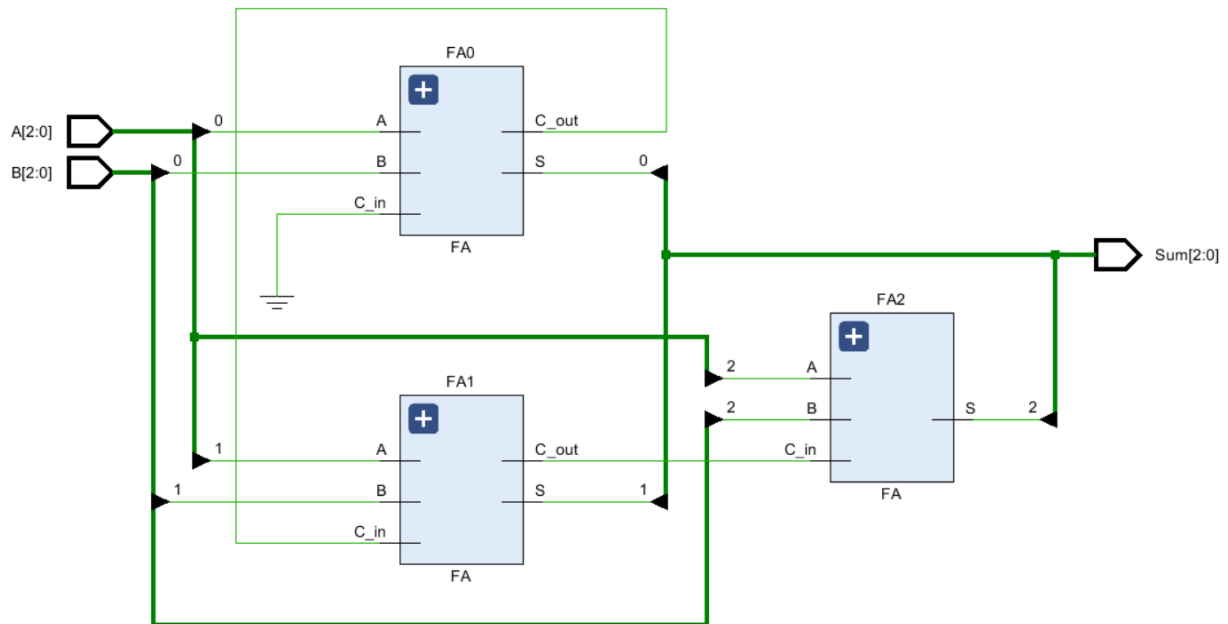 FA0
A[2:0]
0
A
C_out
B[2:0]
0
B
S
0
C_in
FA
Sum[2:0]
FA2
2
A
FA1
2
B
S
2
1
A
C_out
C_in
1
B
S
1
FA
C_in
FA